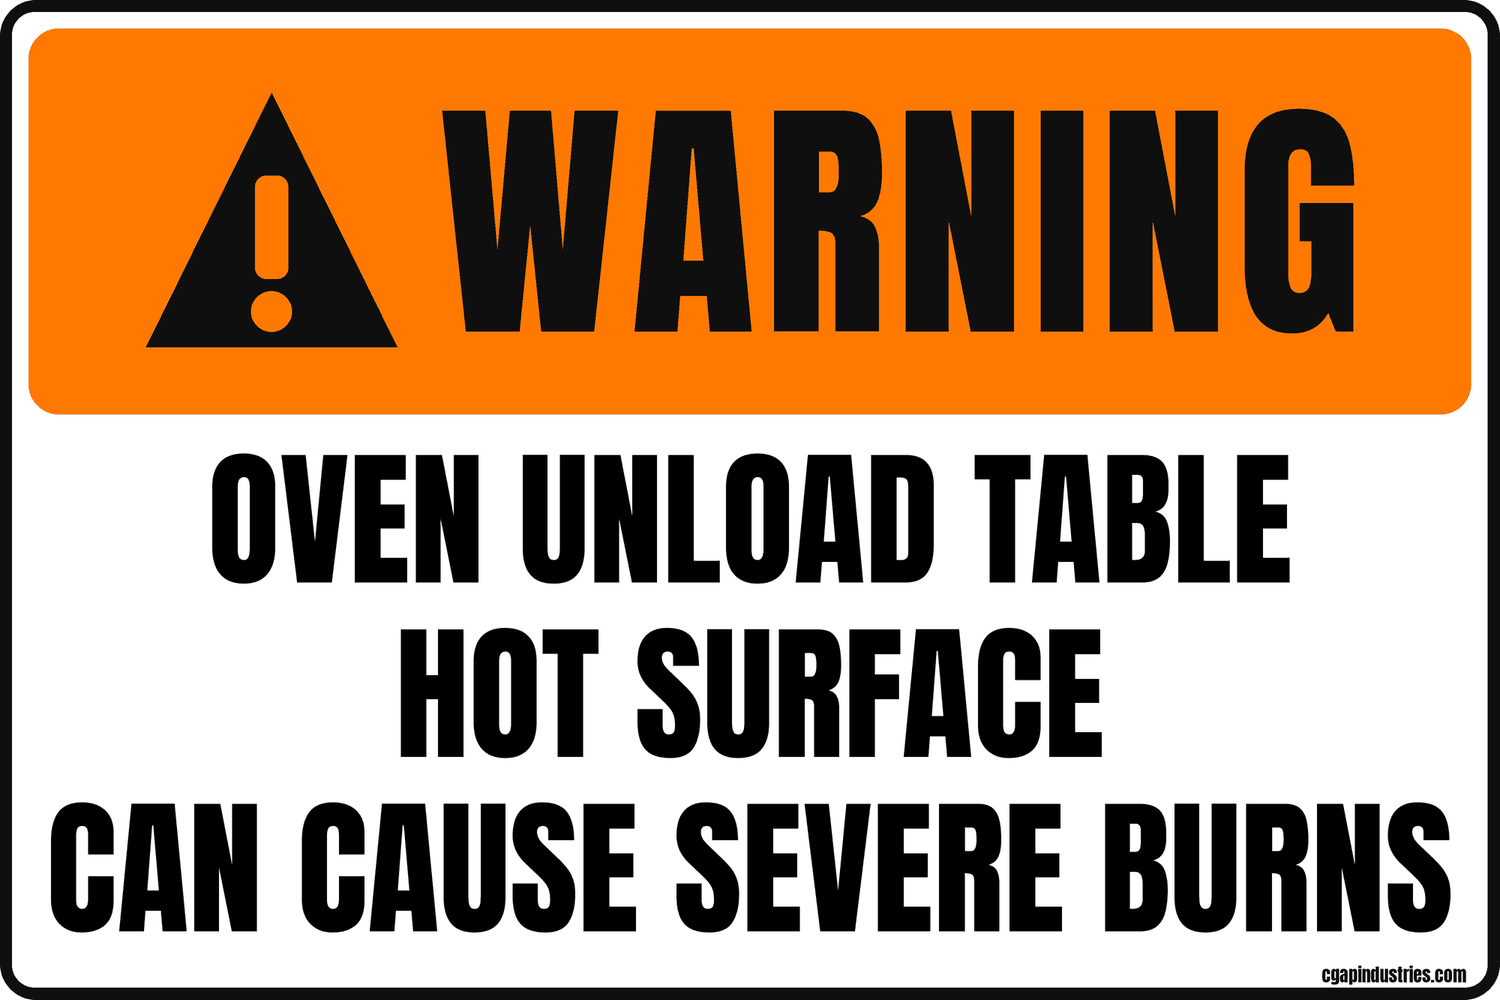 WARNING
OVEN UNLOAD TABLE
HOT SURFACE
CAN CAUSE SEVERE BURNS
cgapindustries.com